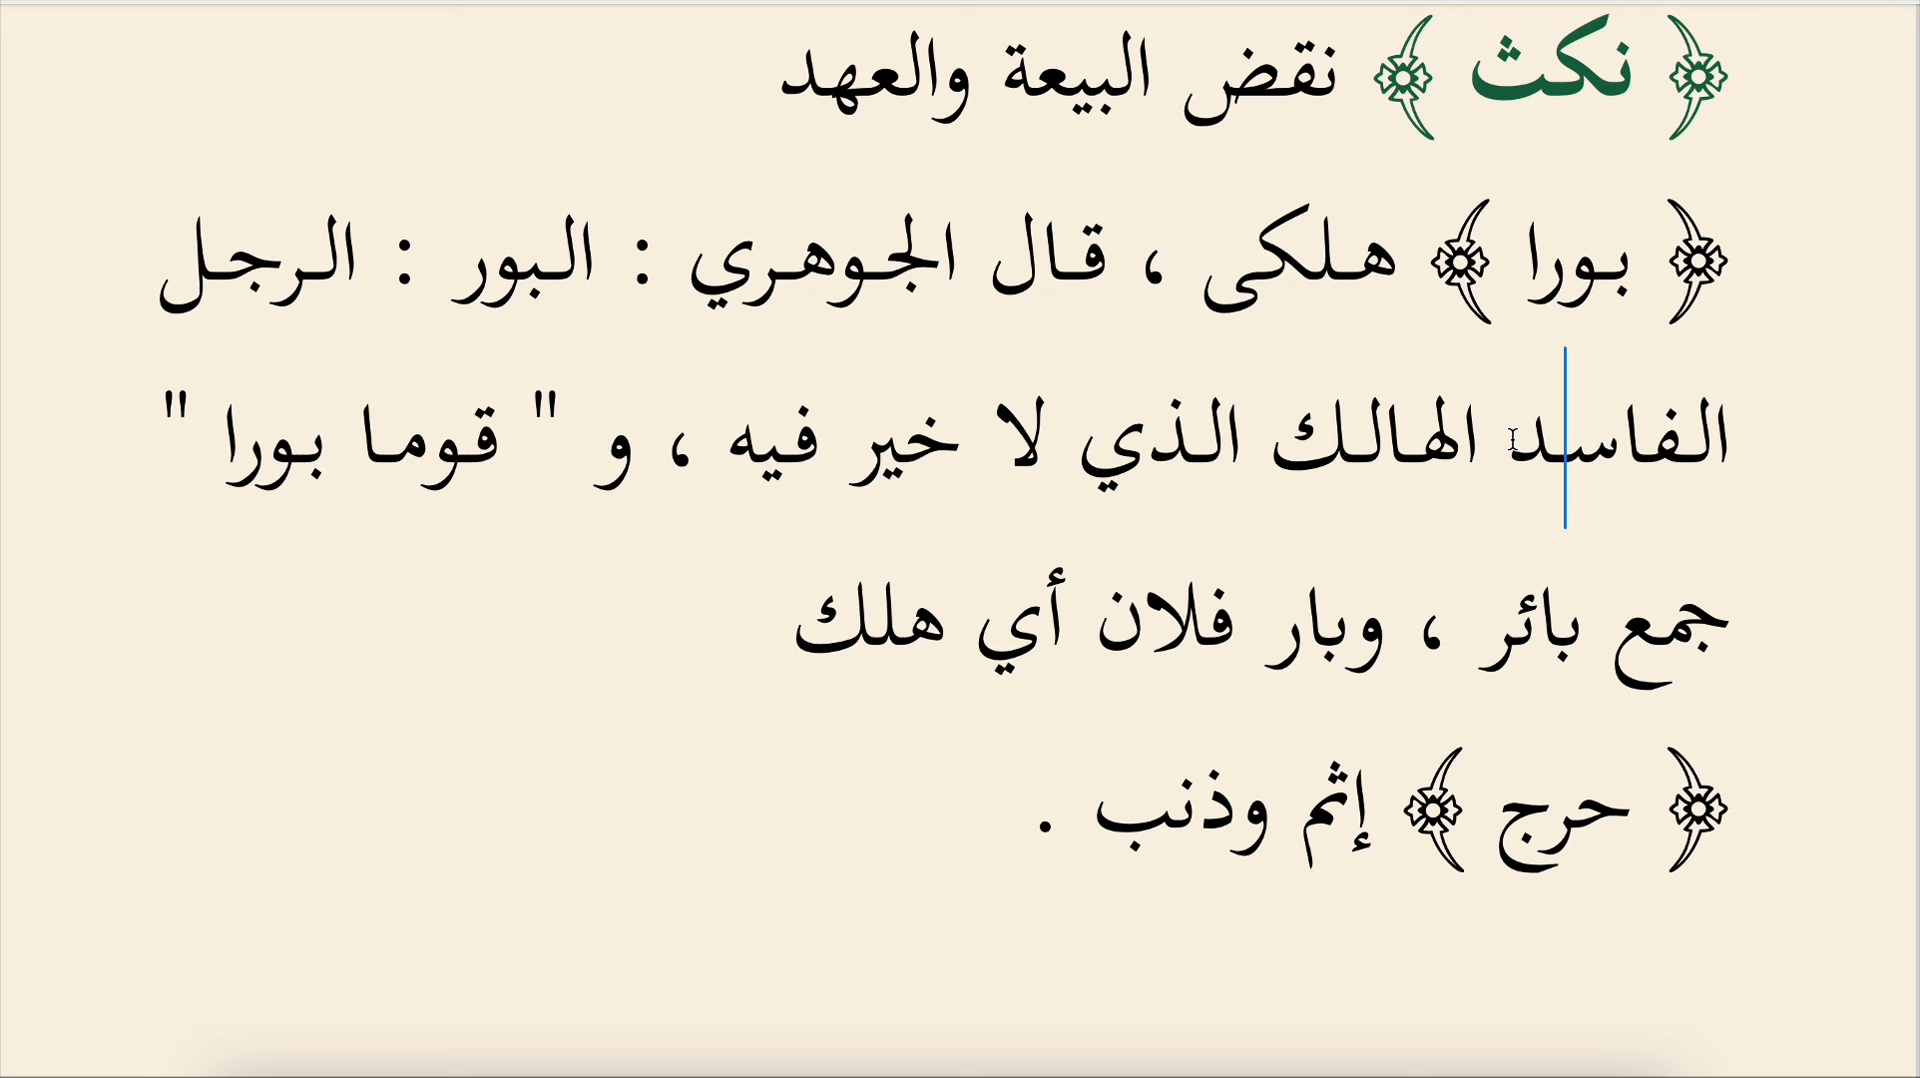 ﴿ نكث ﴾ نقض البيعة والعهد
﴿ بورا ﴾ هلكى ، قال الجوهري : البور : الرجل
الفاسد الهالك الذي لا خير فيه ، و " قوما بورا "
جمع بائر ، وبار فلان أي هلك
﴿ حرج ﴾ إثم وذنب .